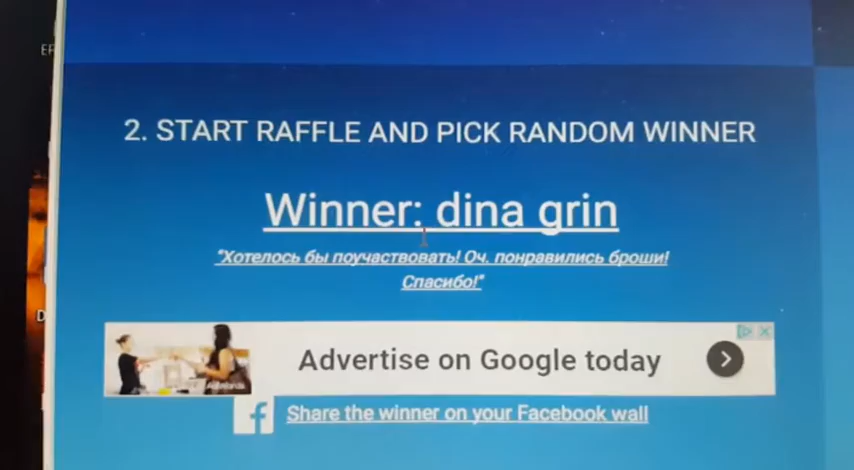 EF
2. START RAFFLE AND PICK RANDOM WINNER
Winner: dina grin
"Хотелось бы поучаствовать! Оч. понравились броши!
Спасибо!"
Advertise on Google today
f Share the winner on your Facebook wall
D